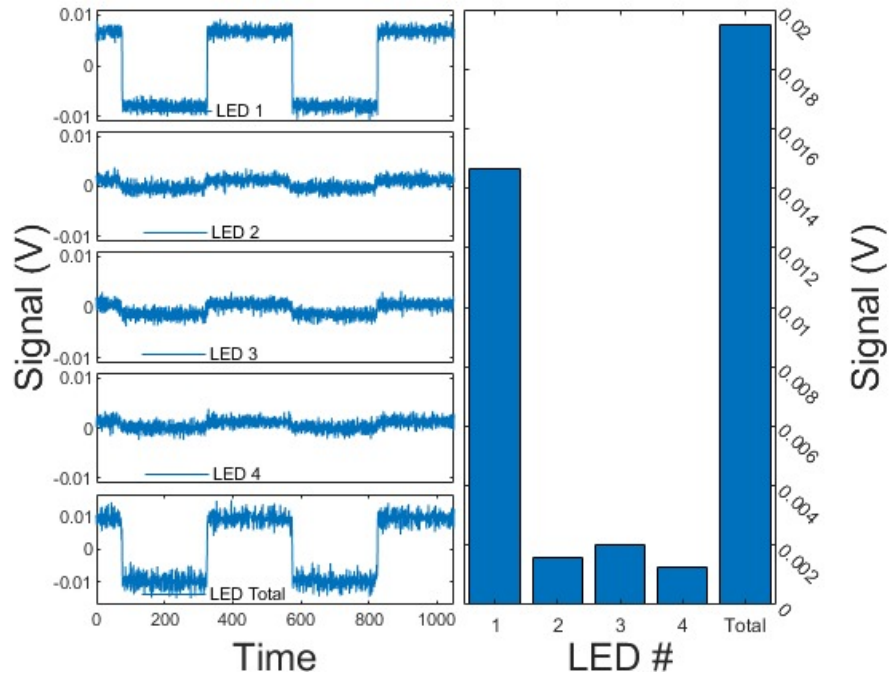 Signal (V)
0.01
0
-0.01
LED 1
0.01
0
-0.01
LED 2
0.01
0
-0.01
LED 3
0.01
0
-0.01
LED 4
0.01
0
-0.01
LED Total
0 200 400 600 800 1000
Time
0.02
0.018
0.016
0.014
0.012
0.01
0.008
0.006
0.004
0.002
0
1 2 3 4 Total
LED #
Signal (V)